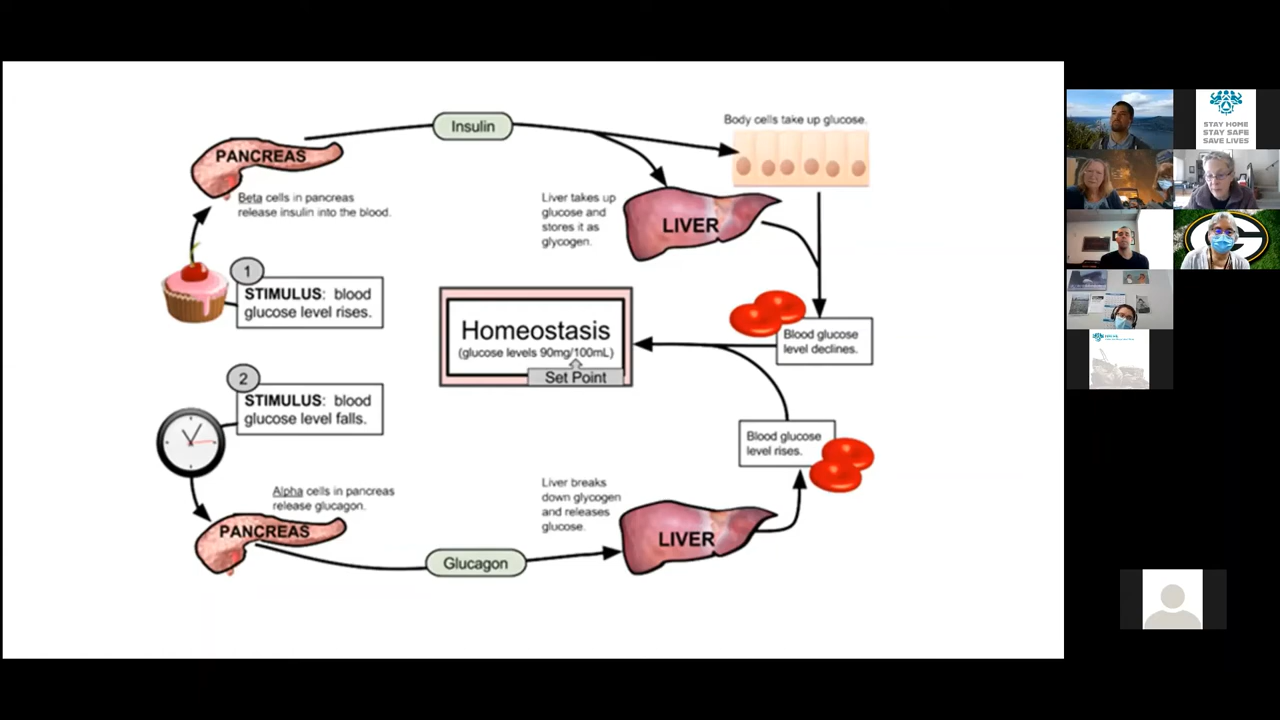 Insulin
Body cells take up glucose.
PANCREAS
Beta cells in pancreas
release insulin into the blood.
Liver takes up
glucose and
stores it as
glycogen.
LIVER
1
STIMULUS: blood
glucose level rises.
Homeostasis
(glucose levels 90mg/100mL)
Set Point
Blood glucose
level declines.
2
STIMULUS: blood
glucose level falls.
Blood glucose
level rises.
Alpha cells in pancreas
release glucagon.
PANCREAS
Liver breaks
down glycogen
and releases
glucose.
LIVER
Glucagon
STAY HOME
STAY SAFE
SAVE LIVES
G